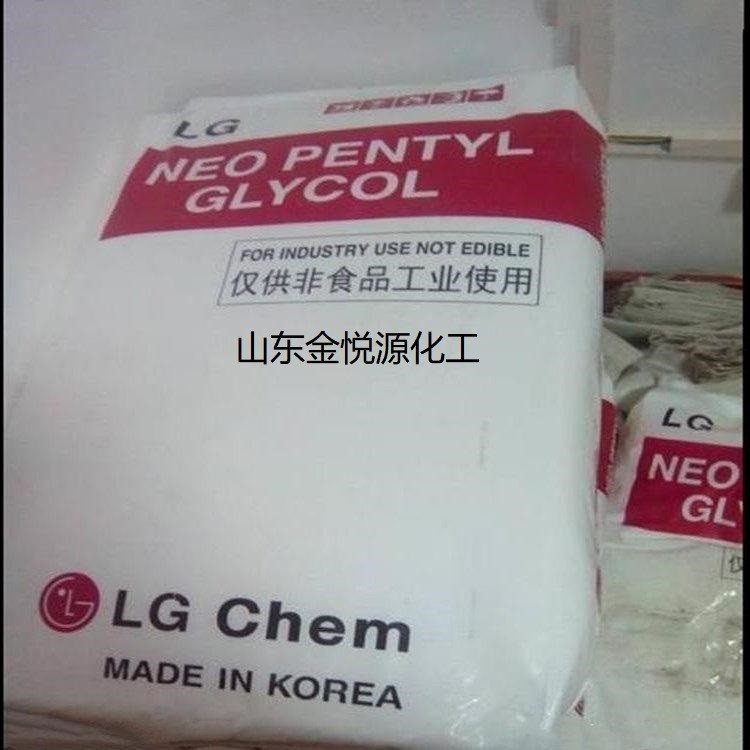 LG
NEO PENTYL
GLYCOL
FOR INDUSTRY USE NOT EDIBLE
仅供非食品工业使用
山东金悦源化工
LG Chem
MADE IN KOREA
LG
NEO
GL
仅